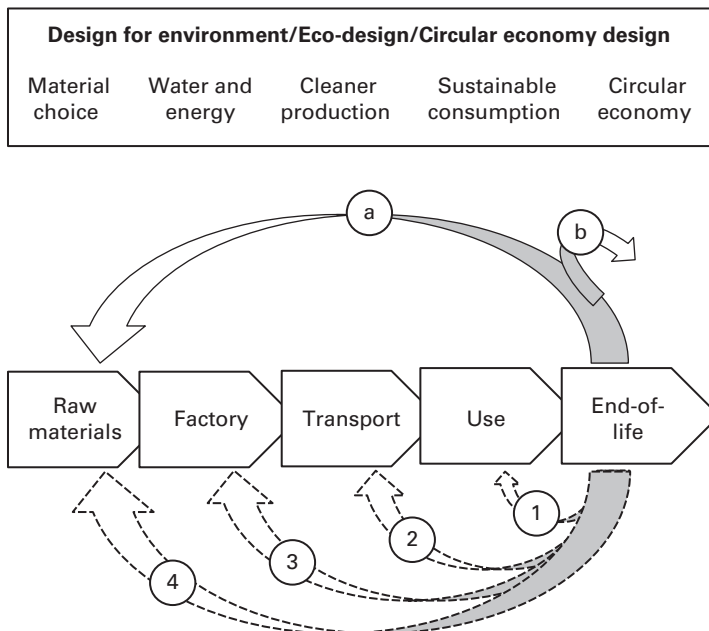 Design for environment/Eco-design/Circular economy design
Material choice
Water and energy
Cleaner production
Sustainable consumption
Circular economy
a
b
Raw materials
Factory
Transport
Use
End-of-life
1
2
3
4